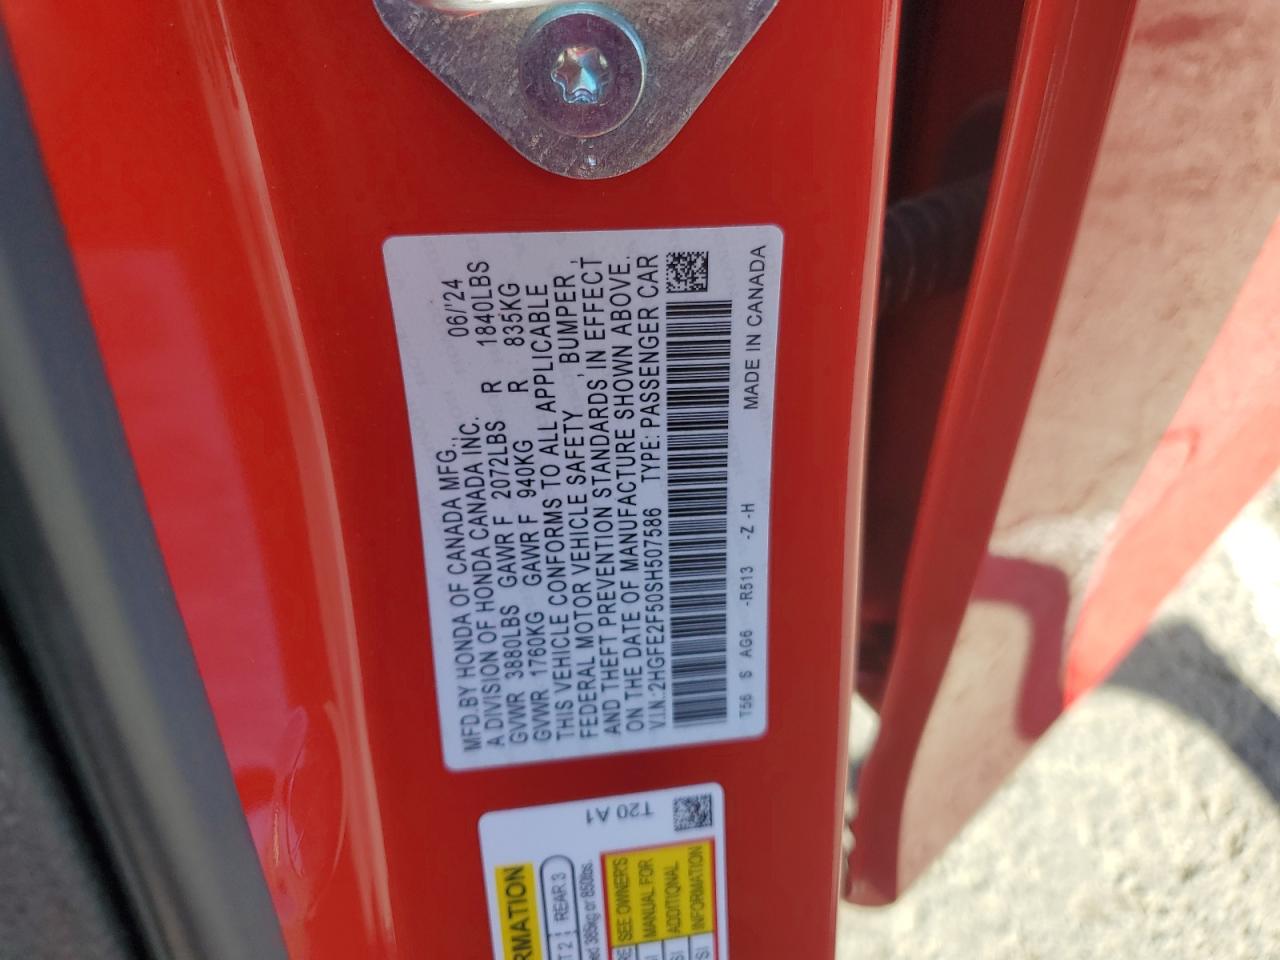 MFD.BY HONDA OF CANADA MFG., 06/'24
A DIVISION OF HONDA CANADA INC.
GVWR 3880LBS GAWR F 2072LBS R 1840LBS
GVWR 1760KG GAWR F 940KG R 835KG
THIS VEHICLE CONFORMS TO ALL APPLICABLE
FEDERAL MOTOR VEHICLE SAFETY, BUMPER,
AND THEFT PREVENTION STANDARDS, IN EFFECT
ON THE DATE OF MANUFACTURE SHOWN ABOVE.
V.I.N.:2HGFE2F50SH507586 TYPE: PASSENGER CAR
T56 S AG6 -R513 -Z -H MADE IN CANADA
T20 A1
REAR 3
385kg or 850lbs.
SEE OWNER'S
MANUAL FOR
ADDITIONAL
INFORMATION